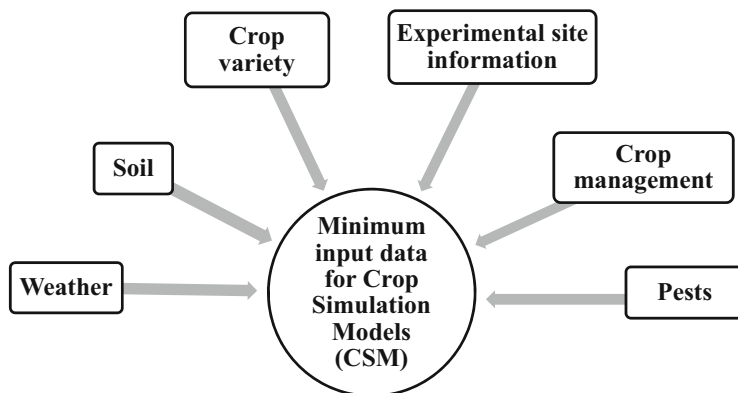 Crop
variety
Experimental site
information
Soil
Crop
management
Weather
Minimum
input data
for Crop
Simulation
Models
(CSM)
Pests